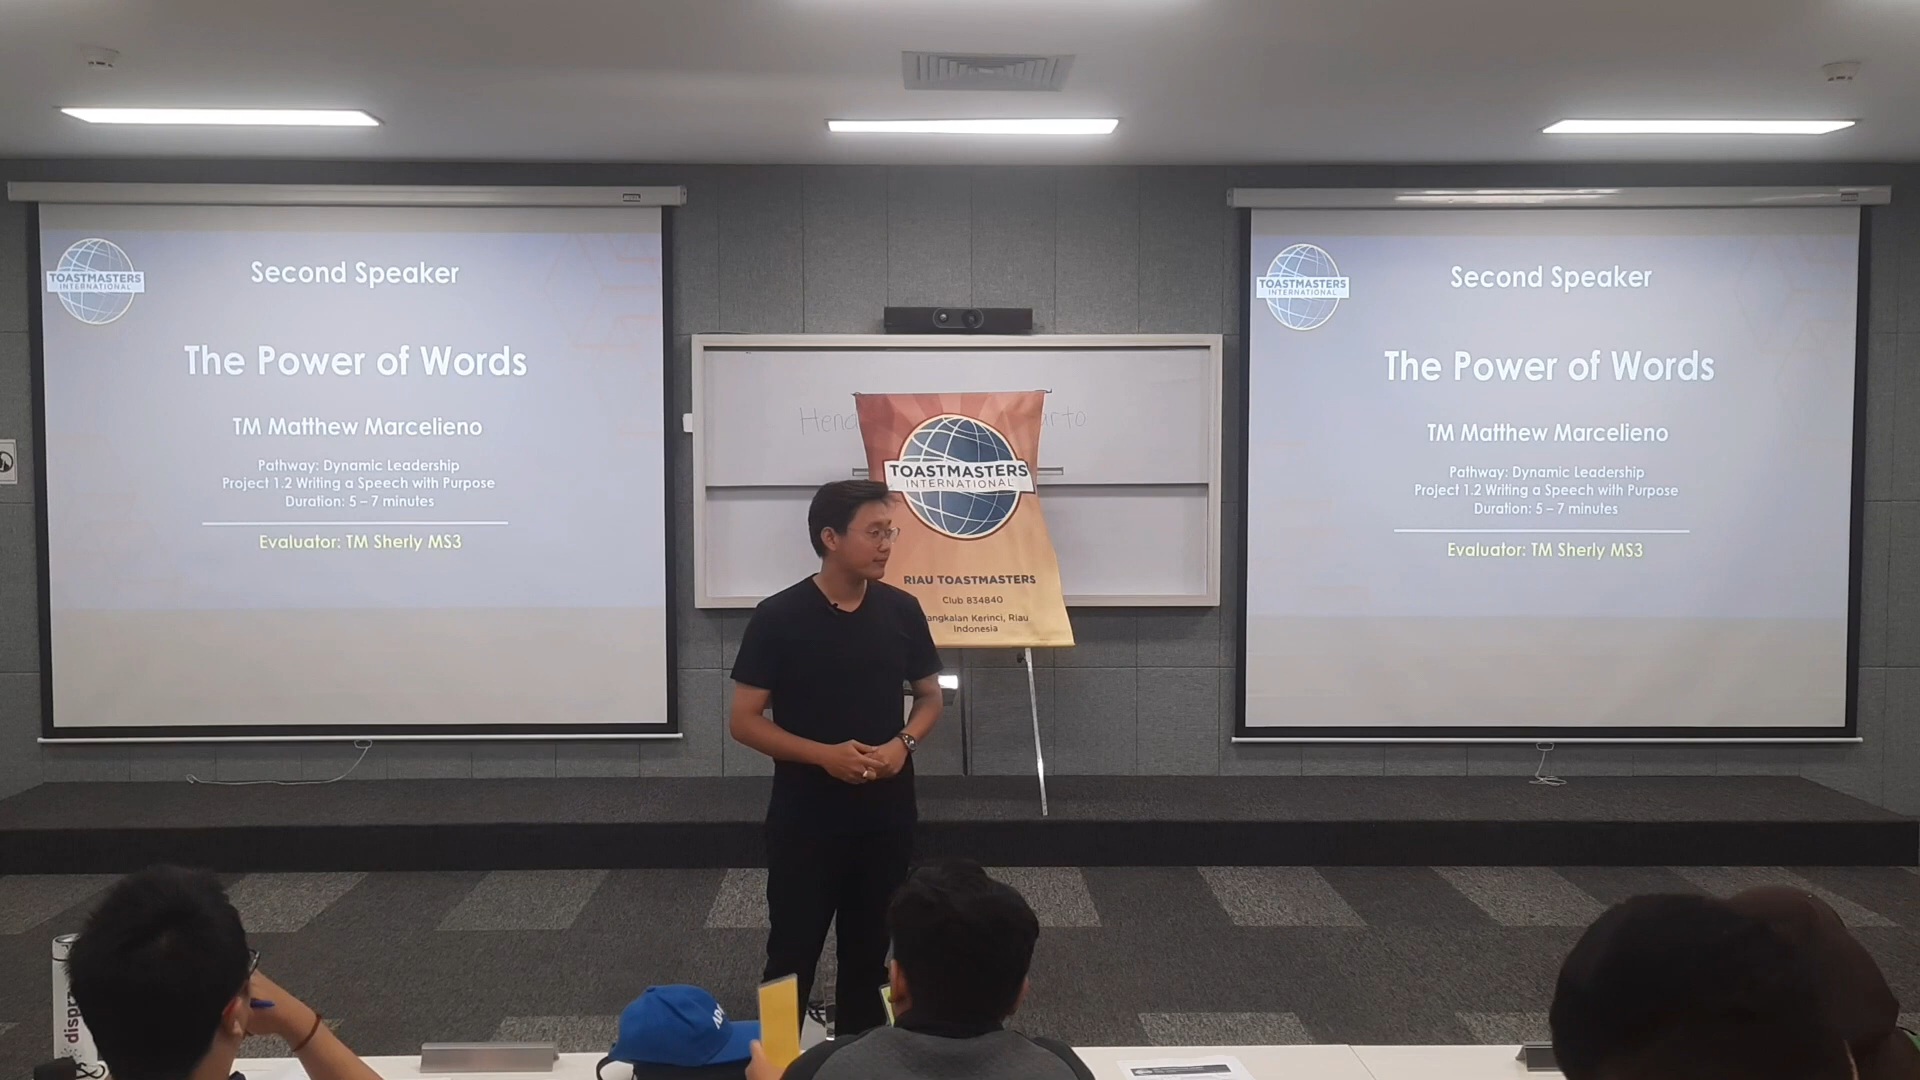 TOASTMASTERS
INTERNATIONAL
Second Speaker
The Power of Words
TM Matthew Marcelieno
Pathway: Dynamic Leadership
Project 1.2 Writing a Speech with Purpose
Duration: 5 – 7 minutes
Evaluator: TM Sherly MS3
TOASTMASTERS
INTERNATIONAL
RIAU TOASTMASTERS
Club 834840
angkalan Kerinci, Riau
Indonesia
TOASTMASTERS
INTERNATIONAL
Second Speaker
The Power of Words
TM Matthew Marcelieno
Pathway: Dynamic Leadership
Project 1.2 Writing a Speech with Purpose
Duration: 5 – 7 minutes
Evaluator: TM Sherly MS3